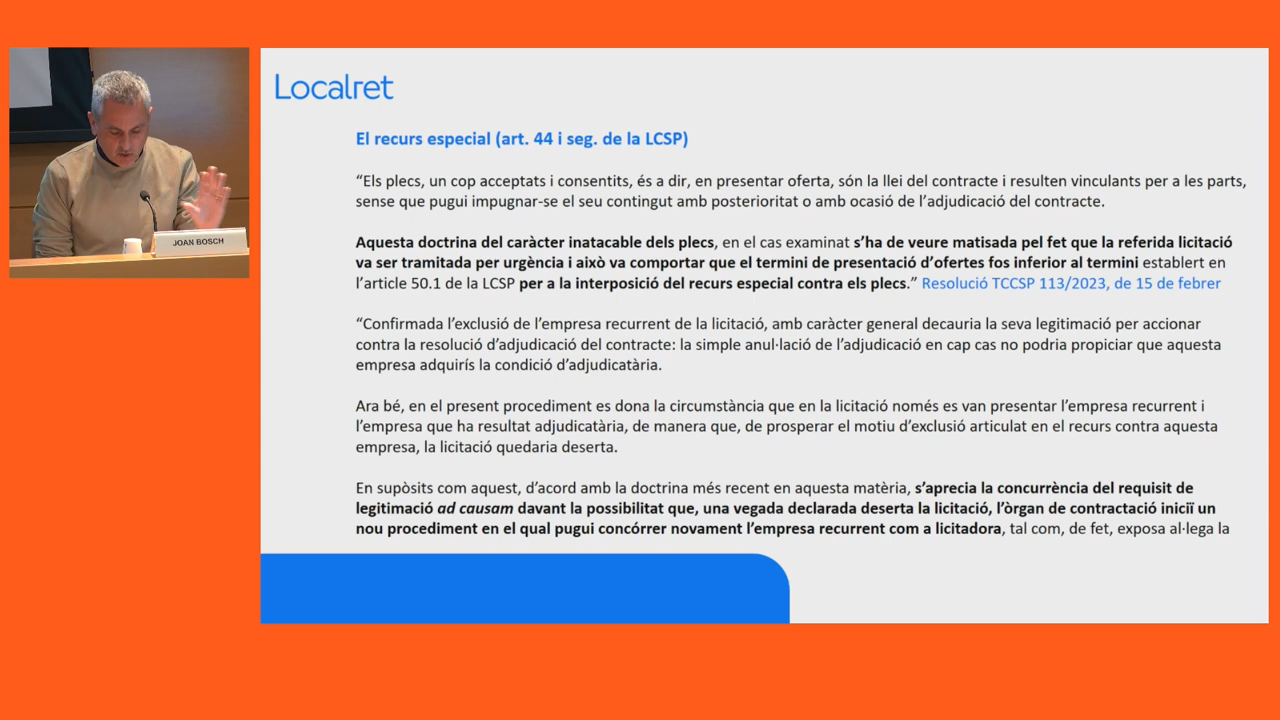 JOAN BOSCH
Localret
El recurs especial (art. 44 i seg. de la LCSP)
“Els plecs, un cop acceptats i consentits, és a dir, en presentar oferta, són la llei del contracte i resulten vinculants per a les parts,
sense que pugui impugnar-se el seu contingut amb posterioritat o amb ocasió de l’adjudicació del contracte.
Aquesta doctrina del caràcter inatacable dels plecs, en el cas examinat s’ha de veure matisada pel fet que la referida licitació
va ser tramitada per urgència i això va comportar que el termini de presentació d’ofertes fos inferior al termini establert en
l’article 50.1 de la LCSP per a la interposició del recurs especial contra els plecs.” Resolució TCCSP 113/2023, de 15 de febrer
“Confirmada l’exclusió de l’empresa recurrent de la licitació, amb caràcter general decauria la seva legitimació per accionar
contra la resolució d’adjudicació del contracte: la simple anul·lació de l’adjudicació en cap cas no podria propiciar que aquesta
empresa adquirís la condició d’adjudicatària.
Ara bé, en el present procediment es dona la circumstància que en la licitació només es van presentar l’empresa recurrent i
l’empresa que ha resultat adjudicatària, de manera que, de prosperar el motiu d’exclusió articulat en el recurs contra aquesta
empresa, la licitació quedaria deserta.
En supòsits com aquest, d’acord amb la doctrina més recent en aquesta matèria, s’aprecia la concurrència del requisit de
legitimació ad causam davant la possibilitat que, una vegada declarada deserta la licitació, l’òrgan de contractació iniciï un
nou procediment en el qual pugui concórrer novament l’empresa recurrent com a licitadora, tal com, de fet, exposa al·lega la